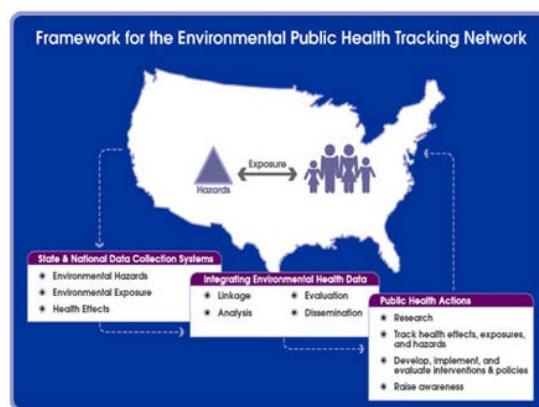 Framework for the Environmental Public Health Tracking Network
Exposure
Hazards
State & National Data Collection Systems
Environmental Hazards
Environmental Exposure
Health Effects
Integrating Environmental Health Data
Linkage
Evaluation
Analysis
Dissemination
Public Health Actions
Research
Track health effects, exposures,
and hazards
Develop, implement, and
evaluate interventions & policies
Raise awareness